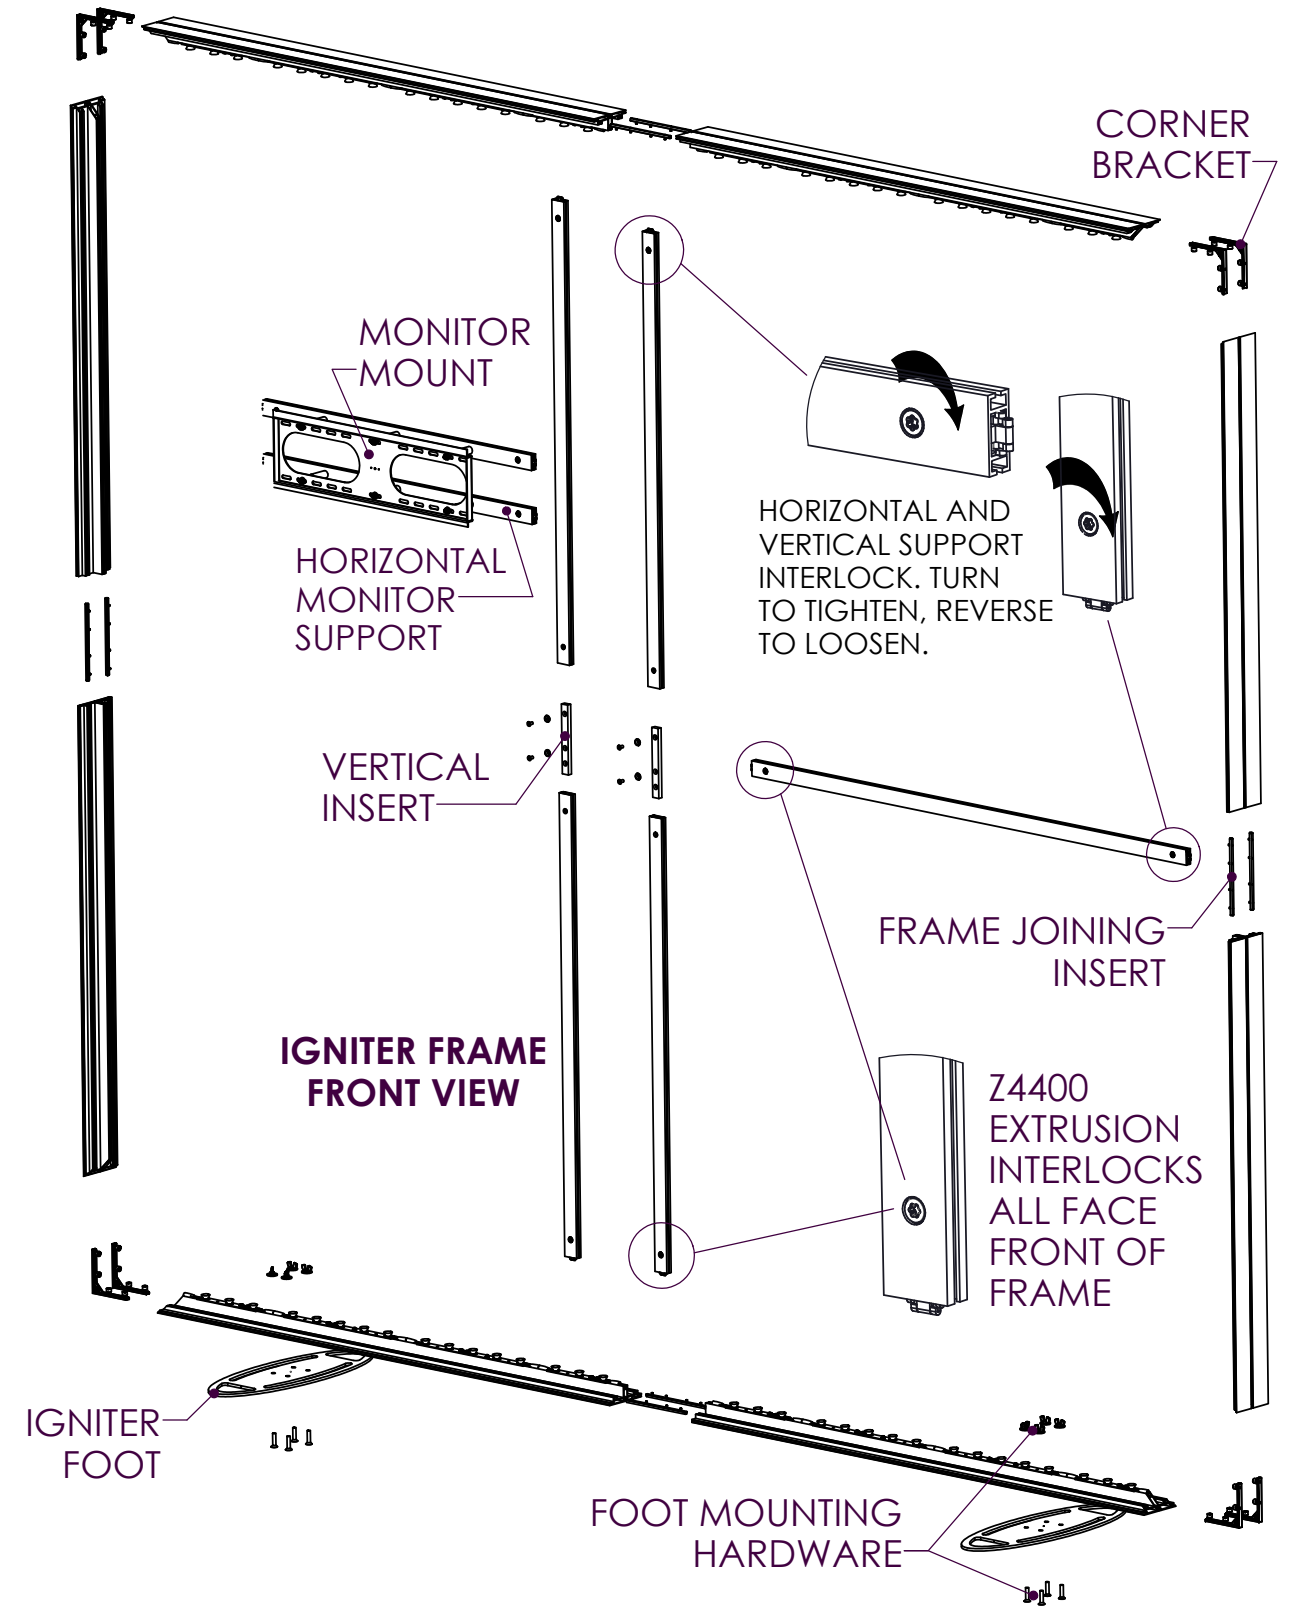 CORNER
BRACKET
MONITOR
MOUNT
HORIZONTAL
MONITOR
SUPPORT
HORIZONTAL AND
VERTICAL SUPPORT
INTERLOCK. TURN
TO TIGHTEN, REVERSE
TO LOOSEN.
VERTICAL
INSERT
FRAME JOINING
INSERT
IGNITER FRAME
FRONT VIEW
Z4400
EXTRUSION
INTERLOCKS
ALL FACE
FRONT OF
FRAME
IGNITER
FOOT
FOOT MOUNTING
HARDWARE